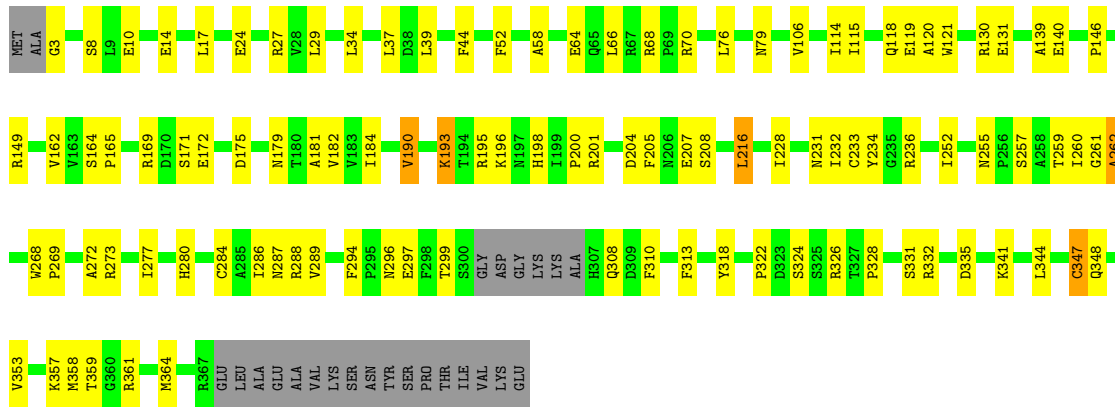 MET ALA G3 S8 L9 E10 E14 L17 E24 R27 V28 L29 L34 L37 D38 L39 F44 P52 A58 E64 Q65 L66 R67 R68 P69 R70 L76 N79 V106 I114 I115 Q118 E119 A120 W121 R130 E131 A139 E140 P146
R149 V162 V163 S164 P165 R169 D170 S171 E172 D175 N179 T180 A181 V182 V183 I184 V190 K193 T194 R195 K196 N197 H198 I199 P200 R201 D204 F205 N206 E207 S208 L216 I228 N231 I232 C233 Y234 G235 R236 I252 N255 P256 S257 A258 T259 I260 G261
W268 P269 A272 R273 I277 H280 C284 A285 I286 N287 R288 V289 F294 P295 N296 E297 F298 T299 S300 GLY ASP GLY LYS LYS ALA H307 Q308 D309 F310 F313 Y318 P322 D323 S324 S325 R326 T327 P328 S331 R332 D335 K341 L344 C347 Q348
V353 K357 M358 T359 G360 R361 M364 R367 GLU LEU ALA GLU ALA VAL LYS SER ASN TYR SER PRO THR ILE VAL LYS GLU